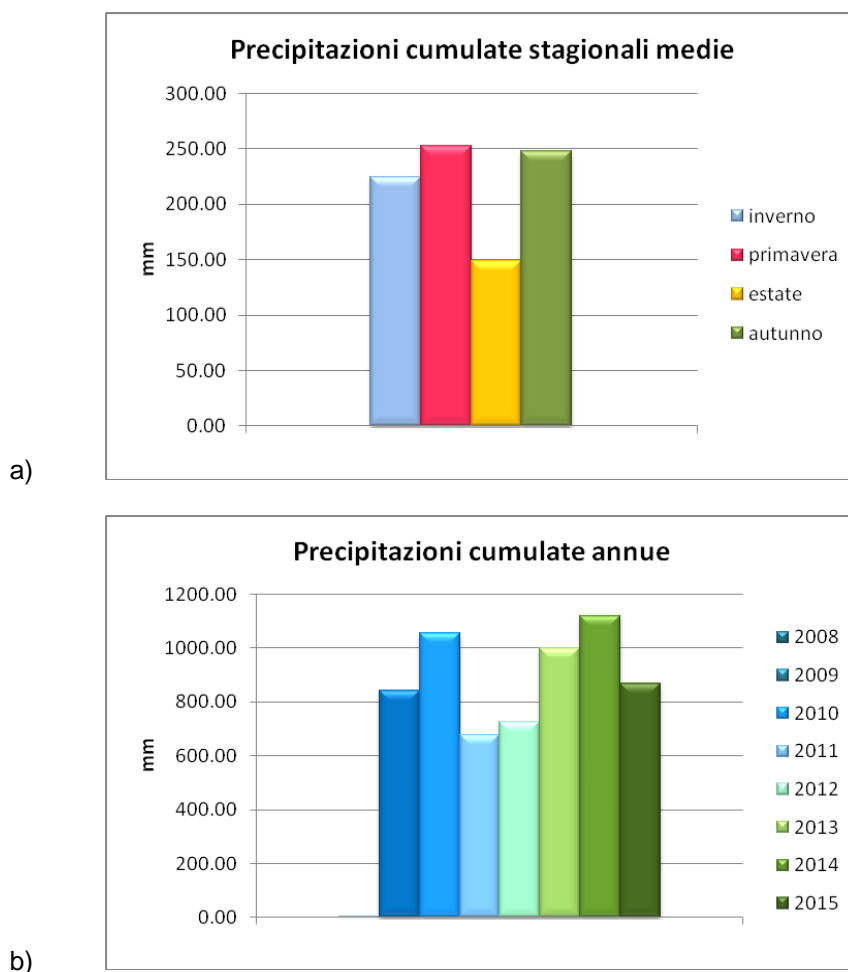 Precipitazioni cumulate stagionali medie
300.00
250.00
200.00
150.00
100.00
50.00
0.00
mm
inverno
primavera
estate
autunno
a)
Precipitazioni cumulate annue
1200.00
1000.00
800.00
600.00
400.00
200.00
0.00
mm
2008
2009
2010
2011
2012
2013
2014
2015
b)